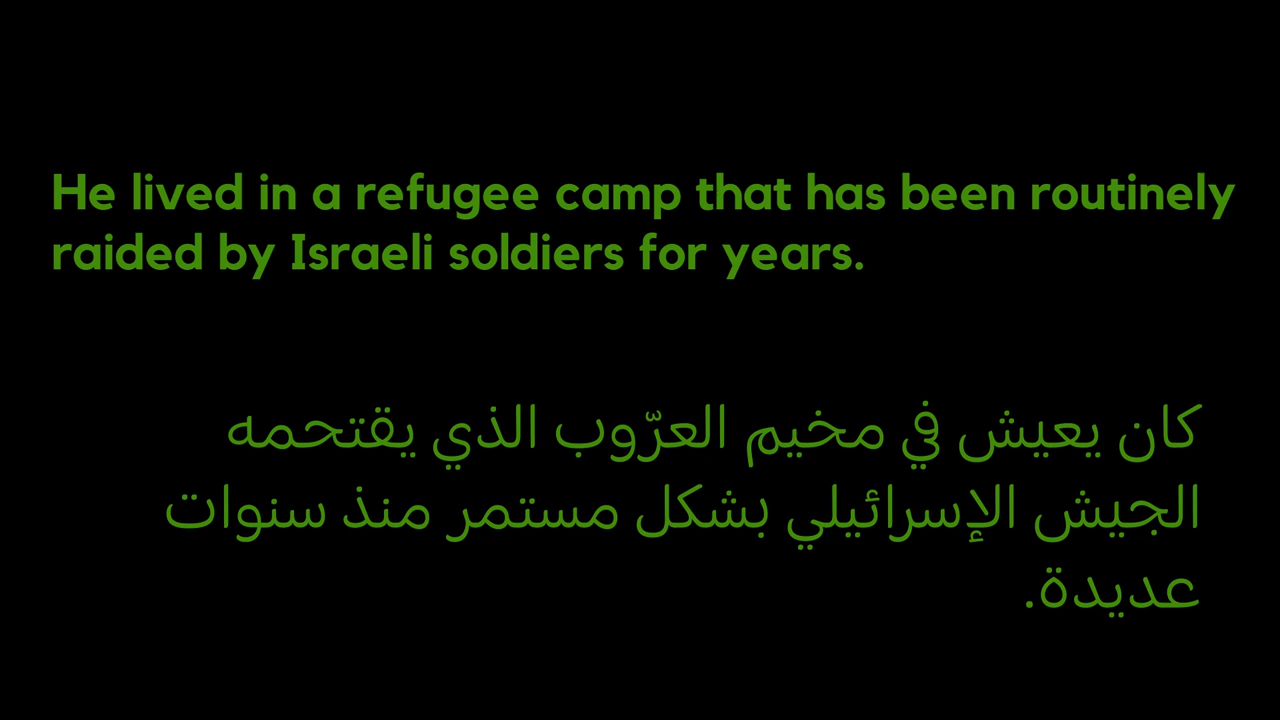 He lived in a refugee camp that has been routinely
raided by Israeli soldiers for years.
كان يعيش في مخيم العرّوب الذي يقتحمه
الجيش الإسرائيلي بشكل مستمر منذ سنوات
عديدة.